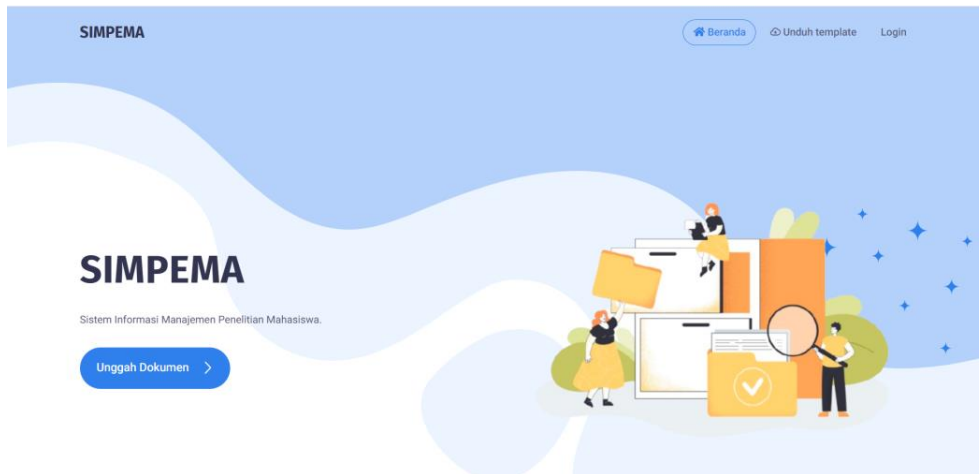 SIMPEMA
Beranda
Unduh template
Login
SIMPEMA
Sistem Informasi Manajemen Penelitian Mahasiswa.
Unggah Dokumen